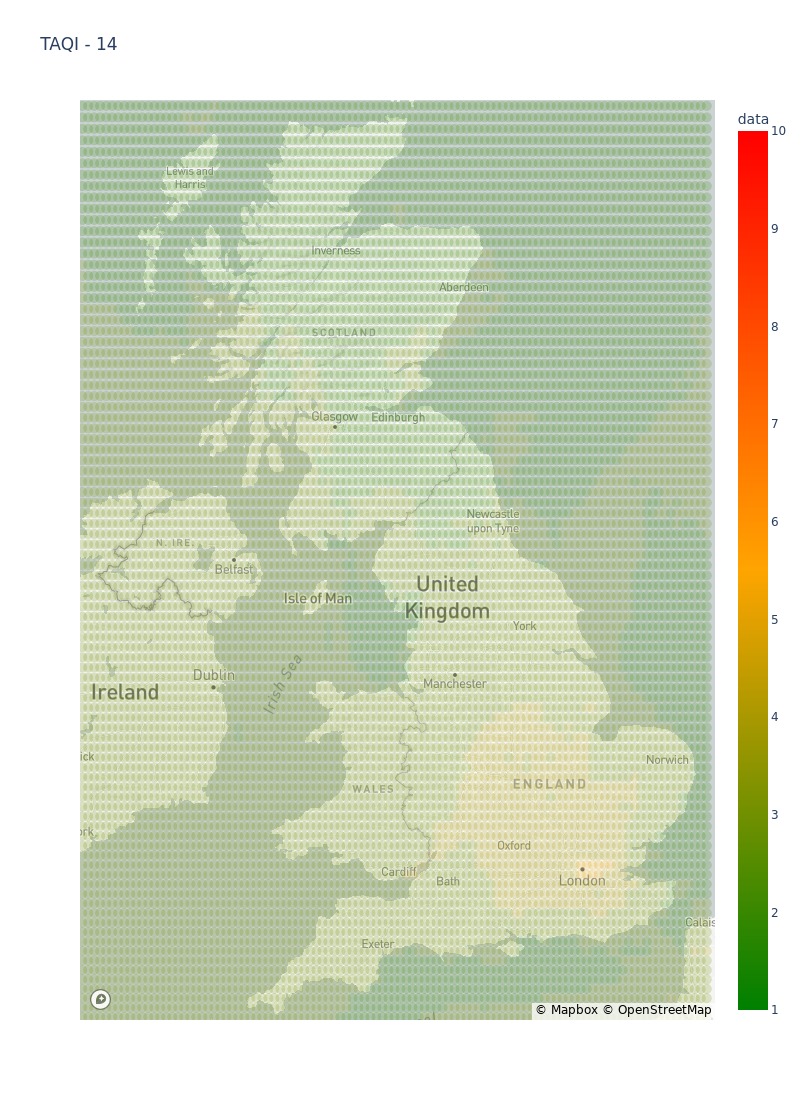 TAQI - 14
data
10
9
8
7
6
5
4
3
2
1
Lewis and
Harris
Inverness
Aberdeen
SCOTLAND
Glasgow
Edinburgh
Newcastle
upon Tyne
N. IRE.
Belfast
Isle of Man
United
Kingdom
York
Dublin
Manchester
Ireland
Irish Sea
ick
Norwich
ENGLAND
WALES
rk
Oxford
Cardiff
Bath
London
Calais
Exeter
© Mapbox © OpenStreetMap